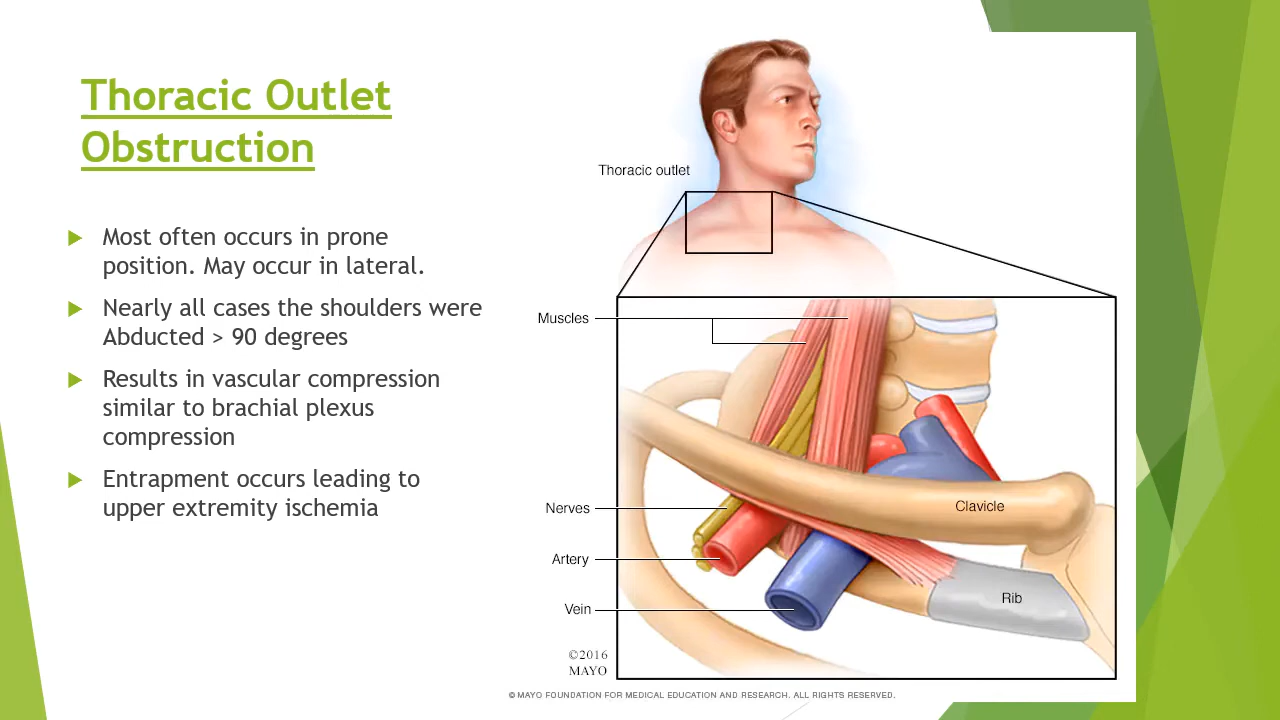 Thoracic Outlet
Obstruction
Most often occurs in prone
position. May occur in lateral.
Nearly all cases the shoulders were
Abducted > 90 degrees
Results in vascular compression
similar to brachial plexus
compression
Entrapment occurs leading to
upper extremity ischemia
Thoracic outlet
Muscles
Nerves
Artery
Vein
Clavicle
Rib
©2016
MAYO
© MAYO FOUNDATION FOR MEDICAL EDUCATION AND RESEARCH. ALL RIGHTS RESERVED.